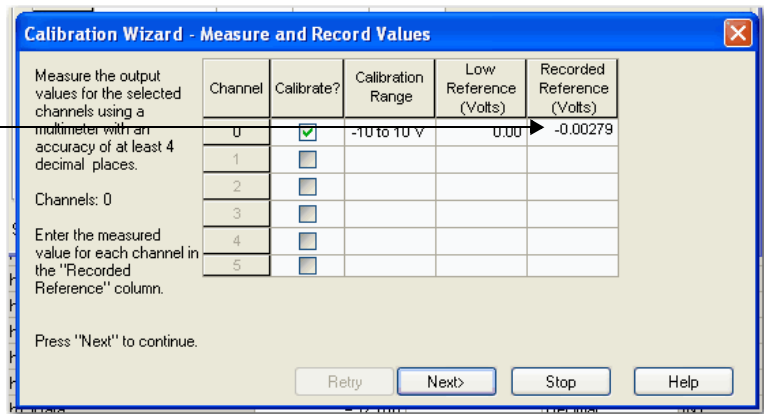 Calibration Wizard - Measure and Record Values
Measure the output
values for the selected
channels using a
multimeter with an
accuracy of at least 4
decimal places.
Channels: 0
Enter the measured
value for each channel in
the "Recorded
Reference" column.
Press "Next" to continue.
Channel Calibrate? Calibration Range Low Reference (Volts) Recorded Reference (Volts)
0 -10 to 10 V 0.00 -0.00279
1
2
3
4
5
Retry Next> Stop Help